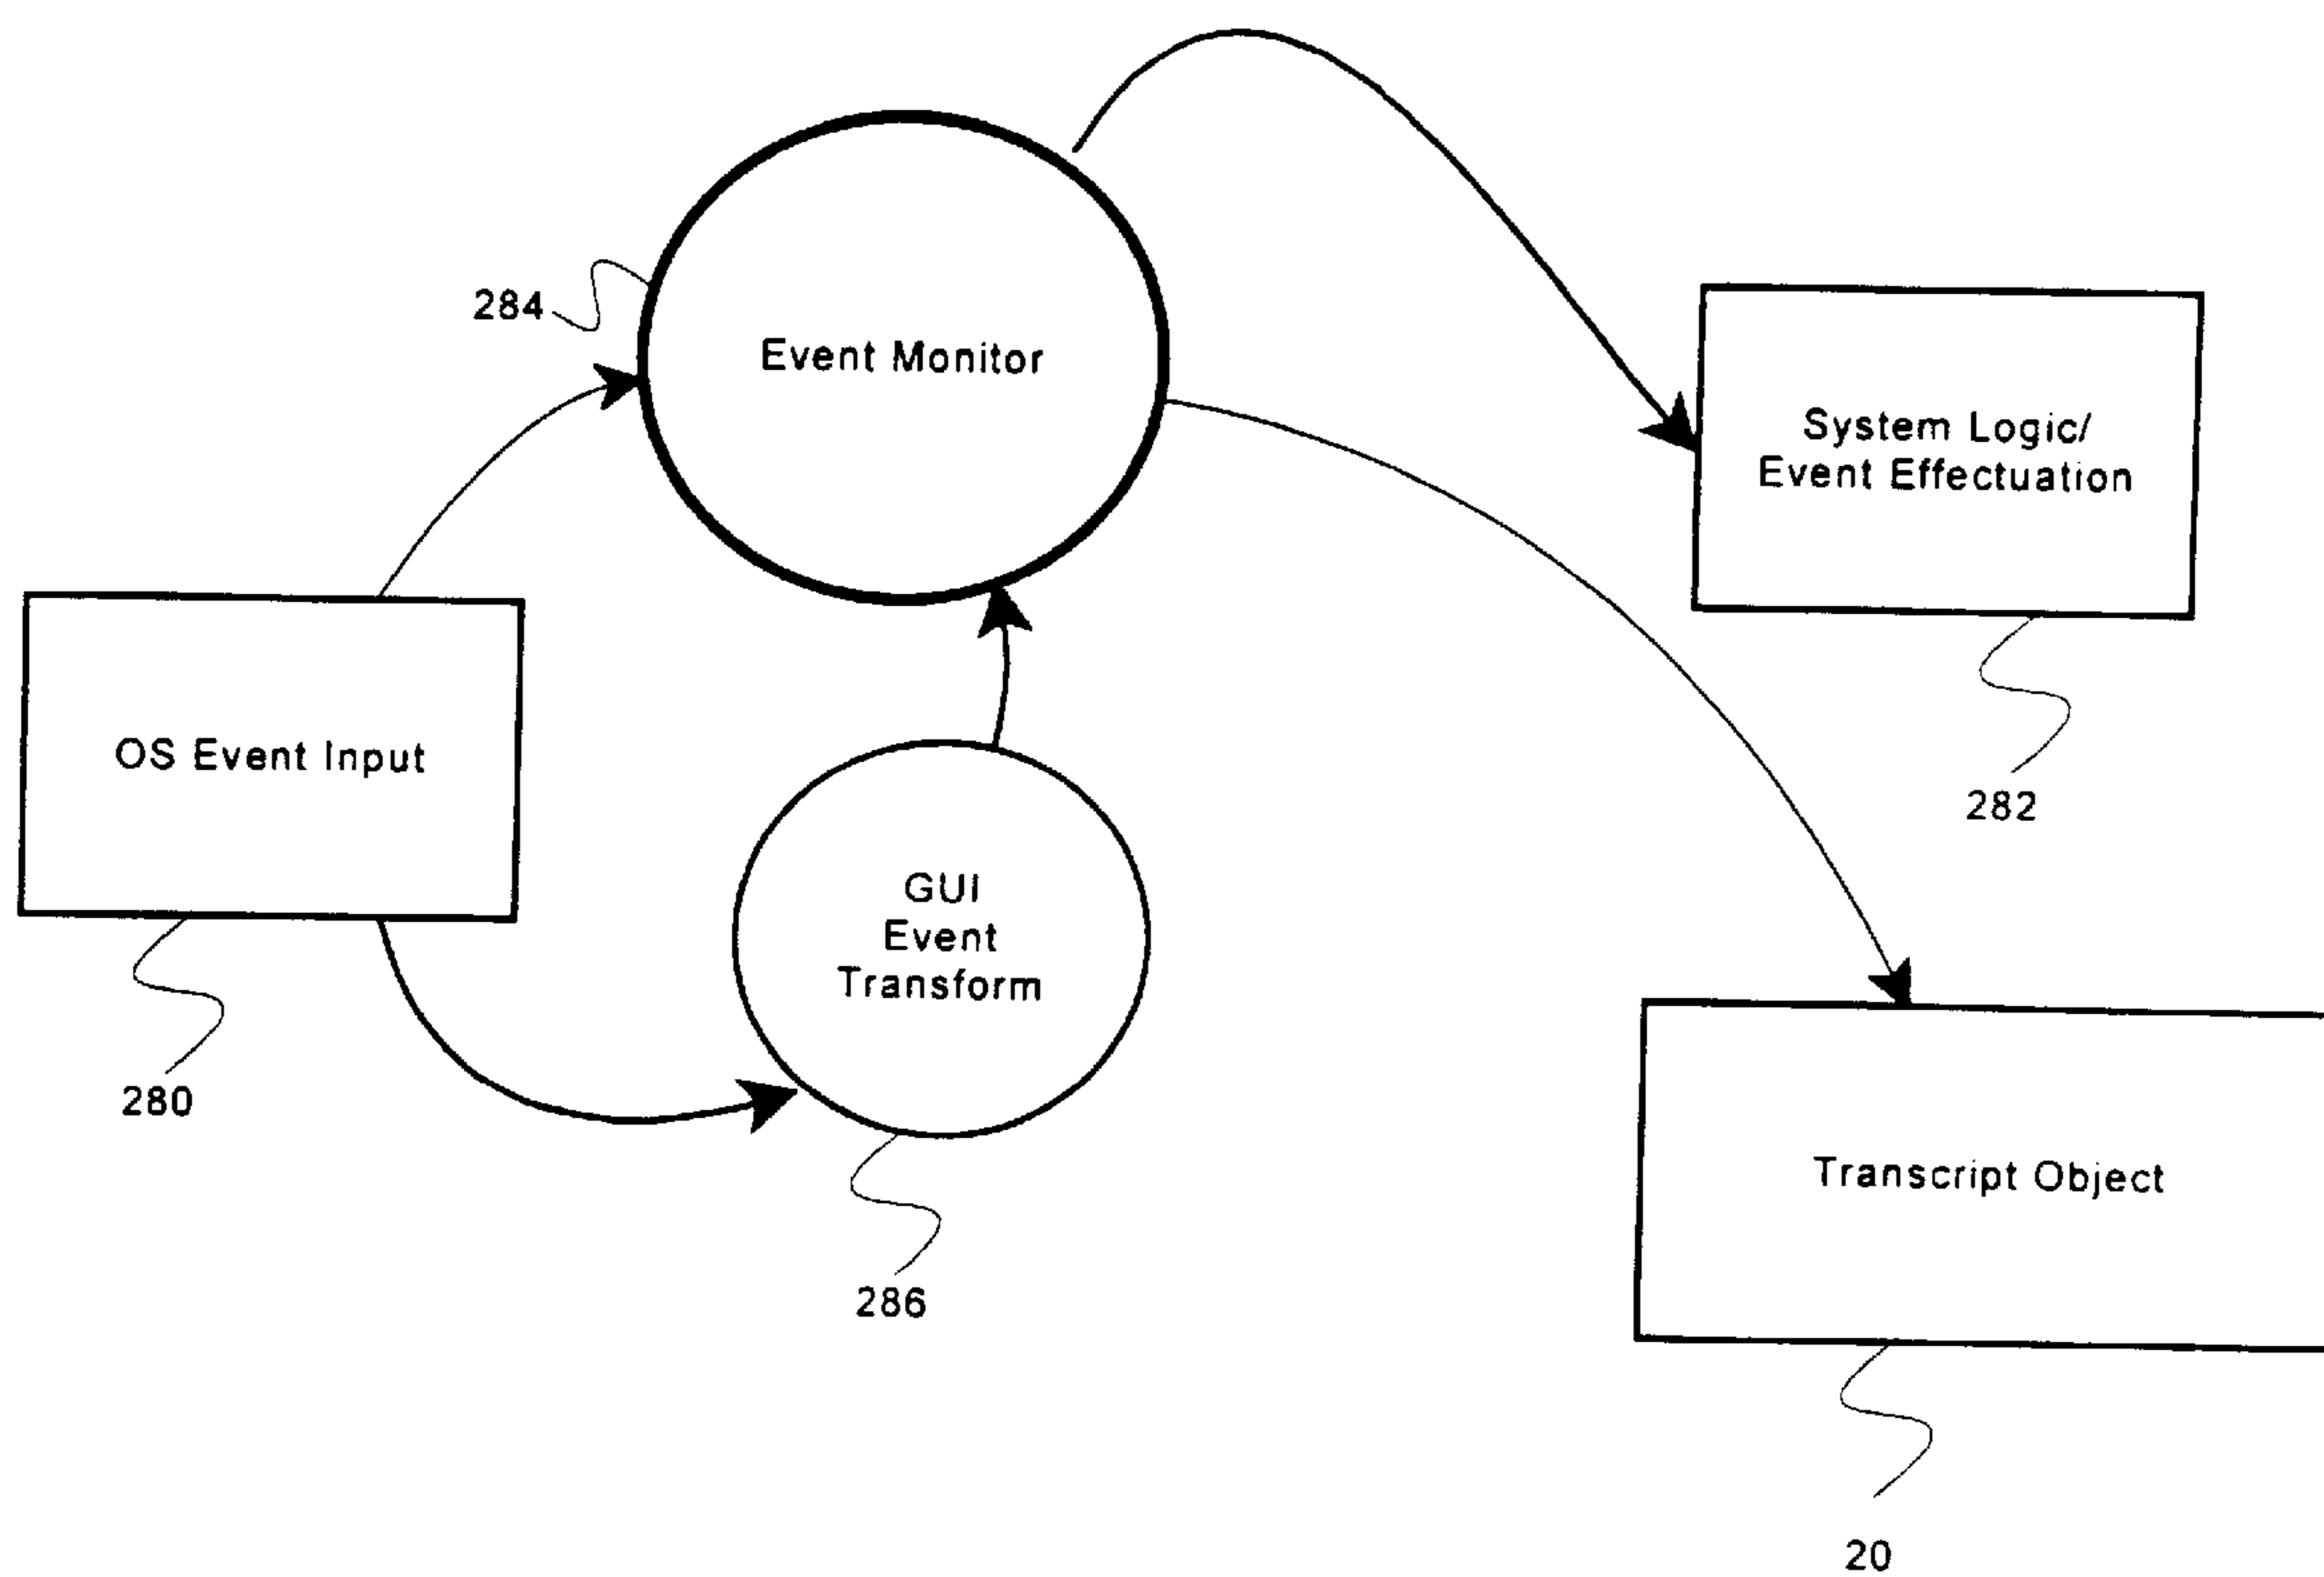 284
Event Monitor
System Logic/
Event Effectuation
OS Event Input
282
GUI
Event
Transform
280
Transcript Object
286
20